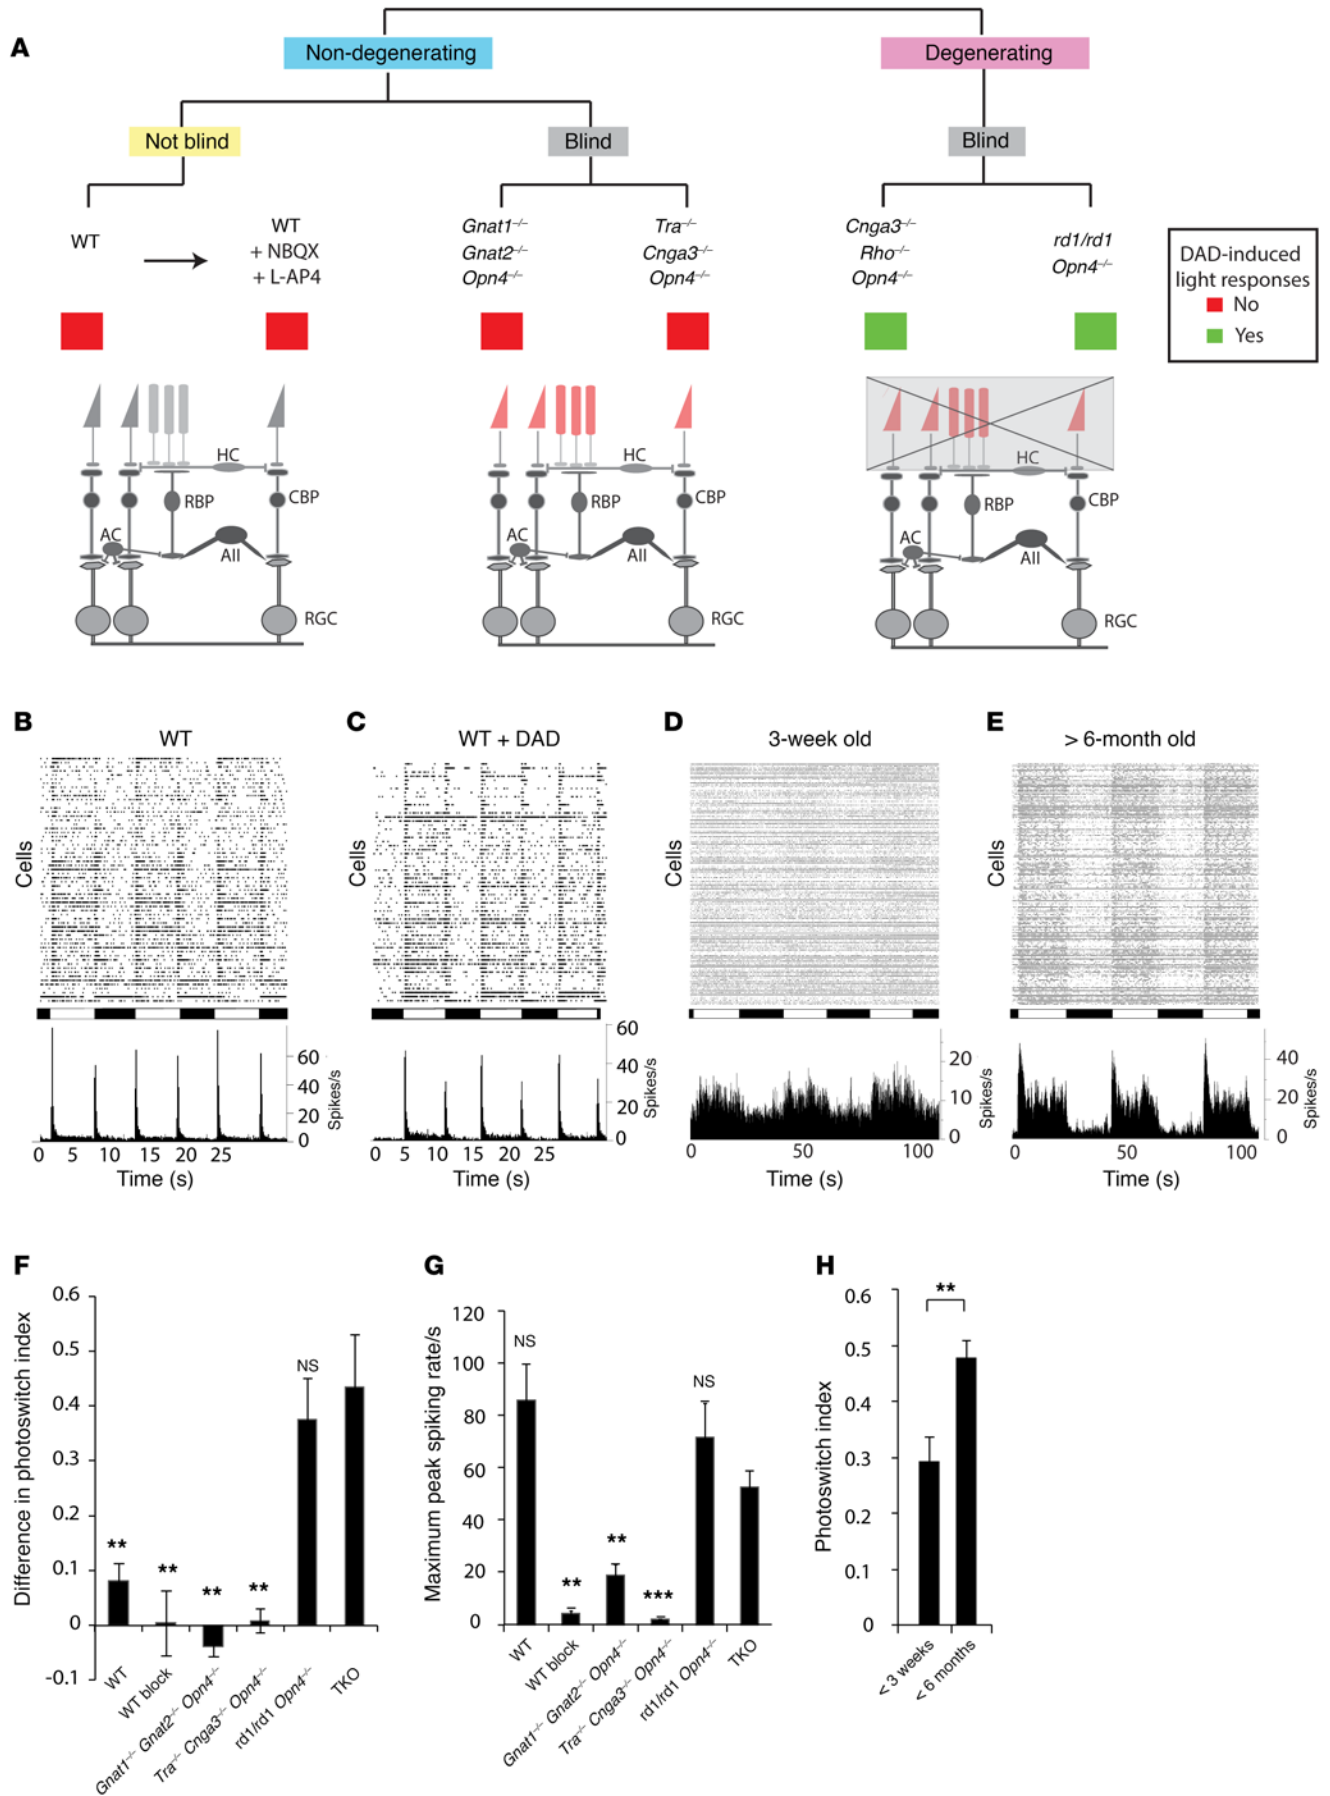 A
Non-degenerating
Degenerating
Not blind
Blind
Blind
WT
WT
+ NBQX
+ L-AP4
Gnat1–/–
Gnat2–/–
Opn4–/–
Tra–/–
Cnga3–/–
Opn4–/–
Cnga3–/–
Rho–/–
Opn4–/–
rd1/rd1
Opn4–/–
DAD-induced
light responses
No
Yes
HC
RBP
CBP
AC
AII
RGC
HC
RBP
CBP
AC
AII
RGC
HC
RBP
CBP
AC
AII
RGC
B
WT
Cells
60
40
20
0
Spikes/s
0 5 10 15 20 25
Time (s)
C
WT + DAD
Cells
60
40
20
0
Spikes/s
0 5 10 15 20 25
Time (s)
D
3-week old
Cells
20
10
0
Spikes/s
0 50 100
Time (s)
E
> 6-month old
Cells
40
20
0
Spikes/s
0 50 100
Time (s)
F
Difference in photoswitch index
0.6
0.5
0.4
0.3
0.2
0.1
0
-0.1
**
**
**
**
NS
WT
WT block
Gnat1–/– Gnat2–/– Opn4–/–
Tra–/– Cnga3–/– Opn4–/–
rd1/rd1 Opn4–/–
TKO
G
Maximum peak spiking rate/s
120
100
80
60
40
20
0
NS
**
**
***
NS
WT
WT block
Gnat1–/– Gnat2–/– Opn4–/–
Tra–/– Cnga3–/– Opn4–/–
rd1/rd1 Opn4–/–
TKO
H
Photoswitch index
0.6
0.5
0.4
0.3
0.2
0.1
0
**
< 3 weeks
< 6 months